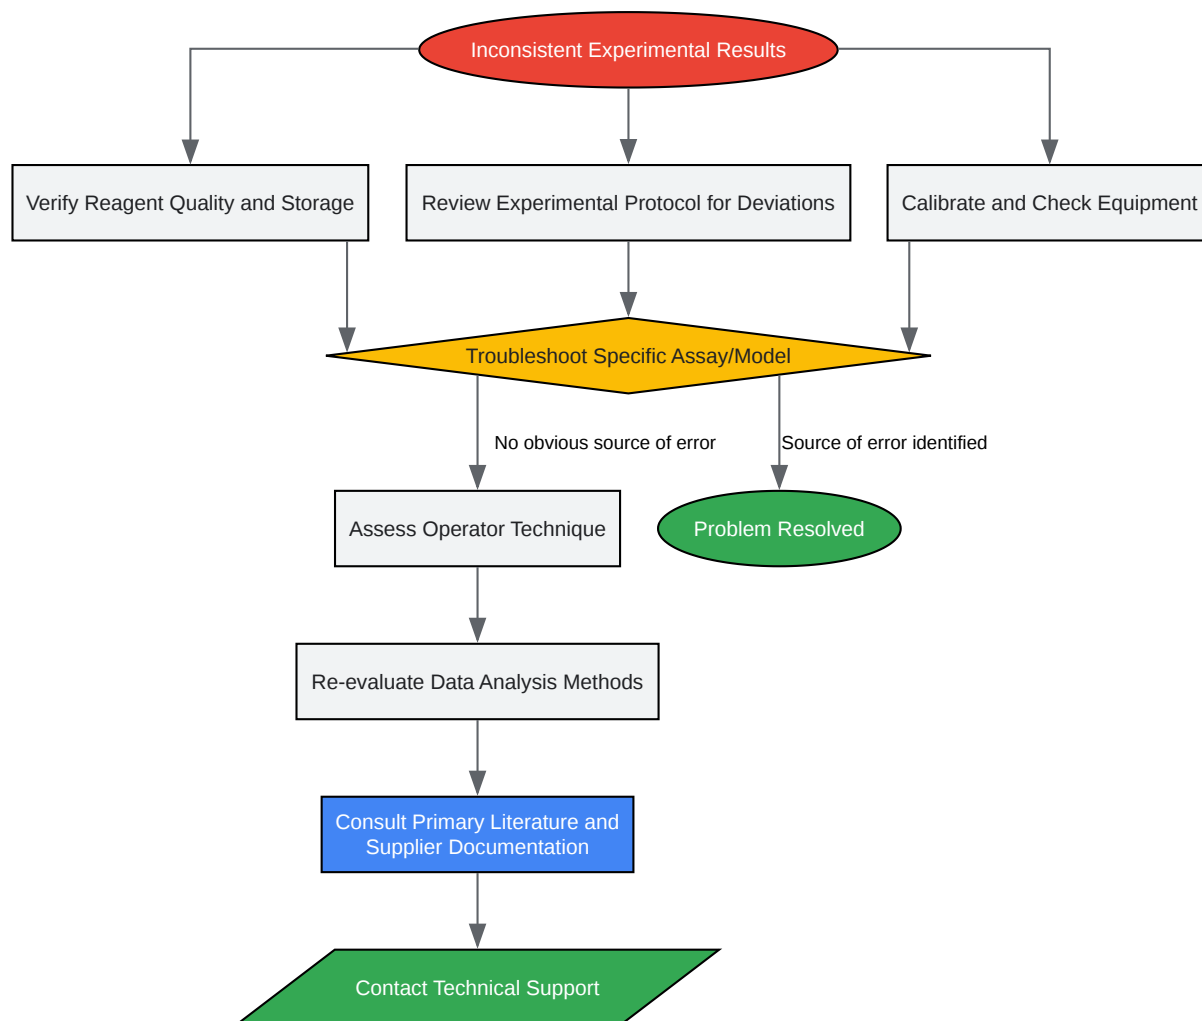 Inconsistent Experimental Results
Verify Reagent Quality and Storage
Review Experimental Protocol for Deviations
Calibrate and Check Equipment
Troubleshoot Specific Assay/Model
No obvious source of error
Source of error identified
Assess Operator Technique
Problem Resolved
Re-evaluate Data Analysis Methods
Consult Primary Literature and
Supplier Documentation
Contact Technical Support